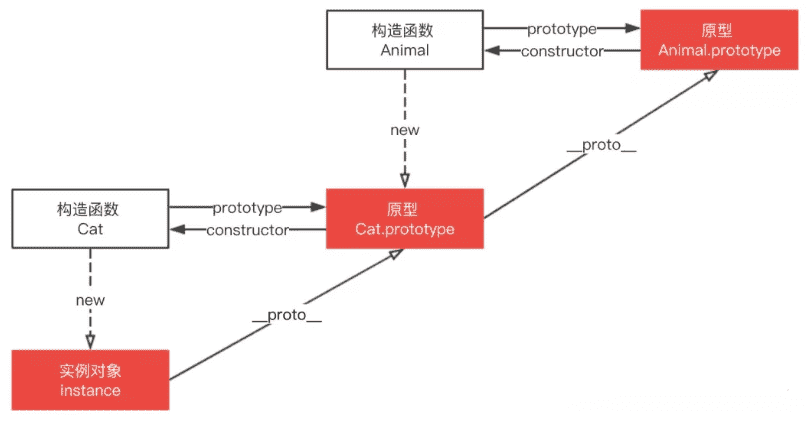 构造函数
Animal
prototype
constructor
原型
Animal.prototype
new
__proto__
构造函数
Cat
prototype
constructor
原型
Cat.prototype
new
__proto__
实例对象
instance